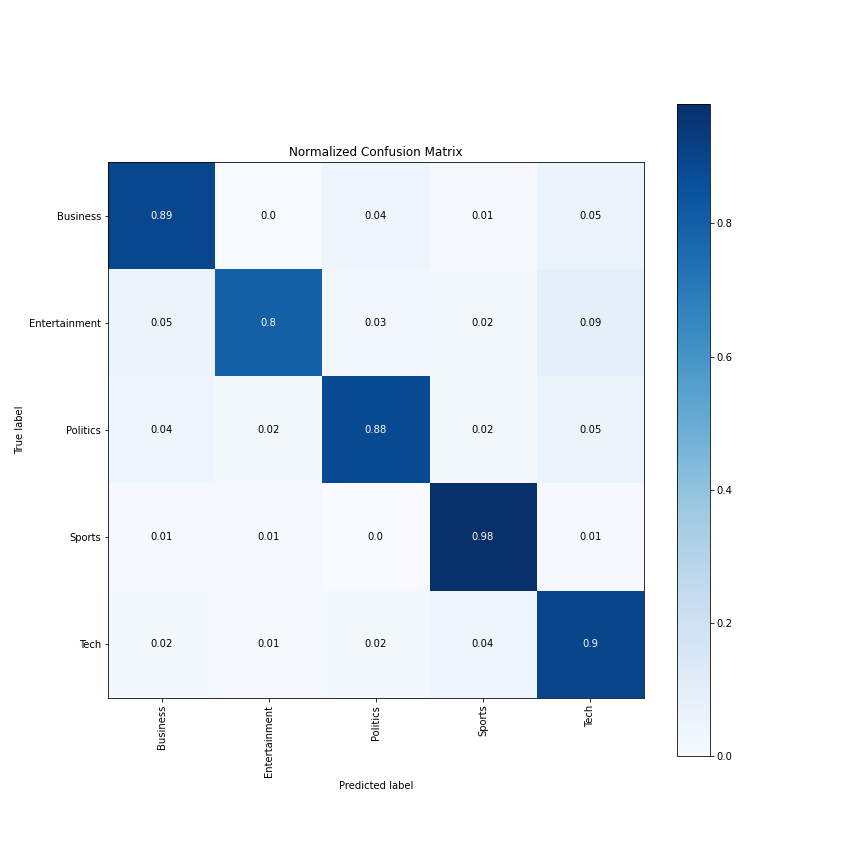 Normalized Confusion Matrix
Business 0.89 0.0 0.04 0.01 0.05
Entertainment 0.05 0.8 0.03 0.02 0.09
Politics 0.04 0.02 0.88 0.02 0.05
Sports 0.01 0.01 0.0 0.98 0.01
Tech 0.02 0.01 0.02 0.04 0.9
True label
Business Entertainment Politics Sports Tech
Predicted label
0.8
0.6
0.4
0.2
0.0